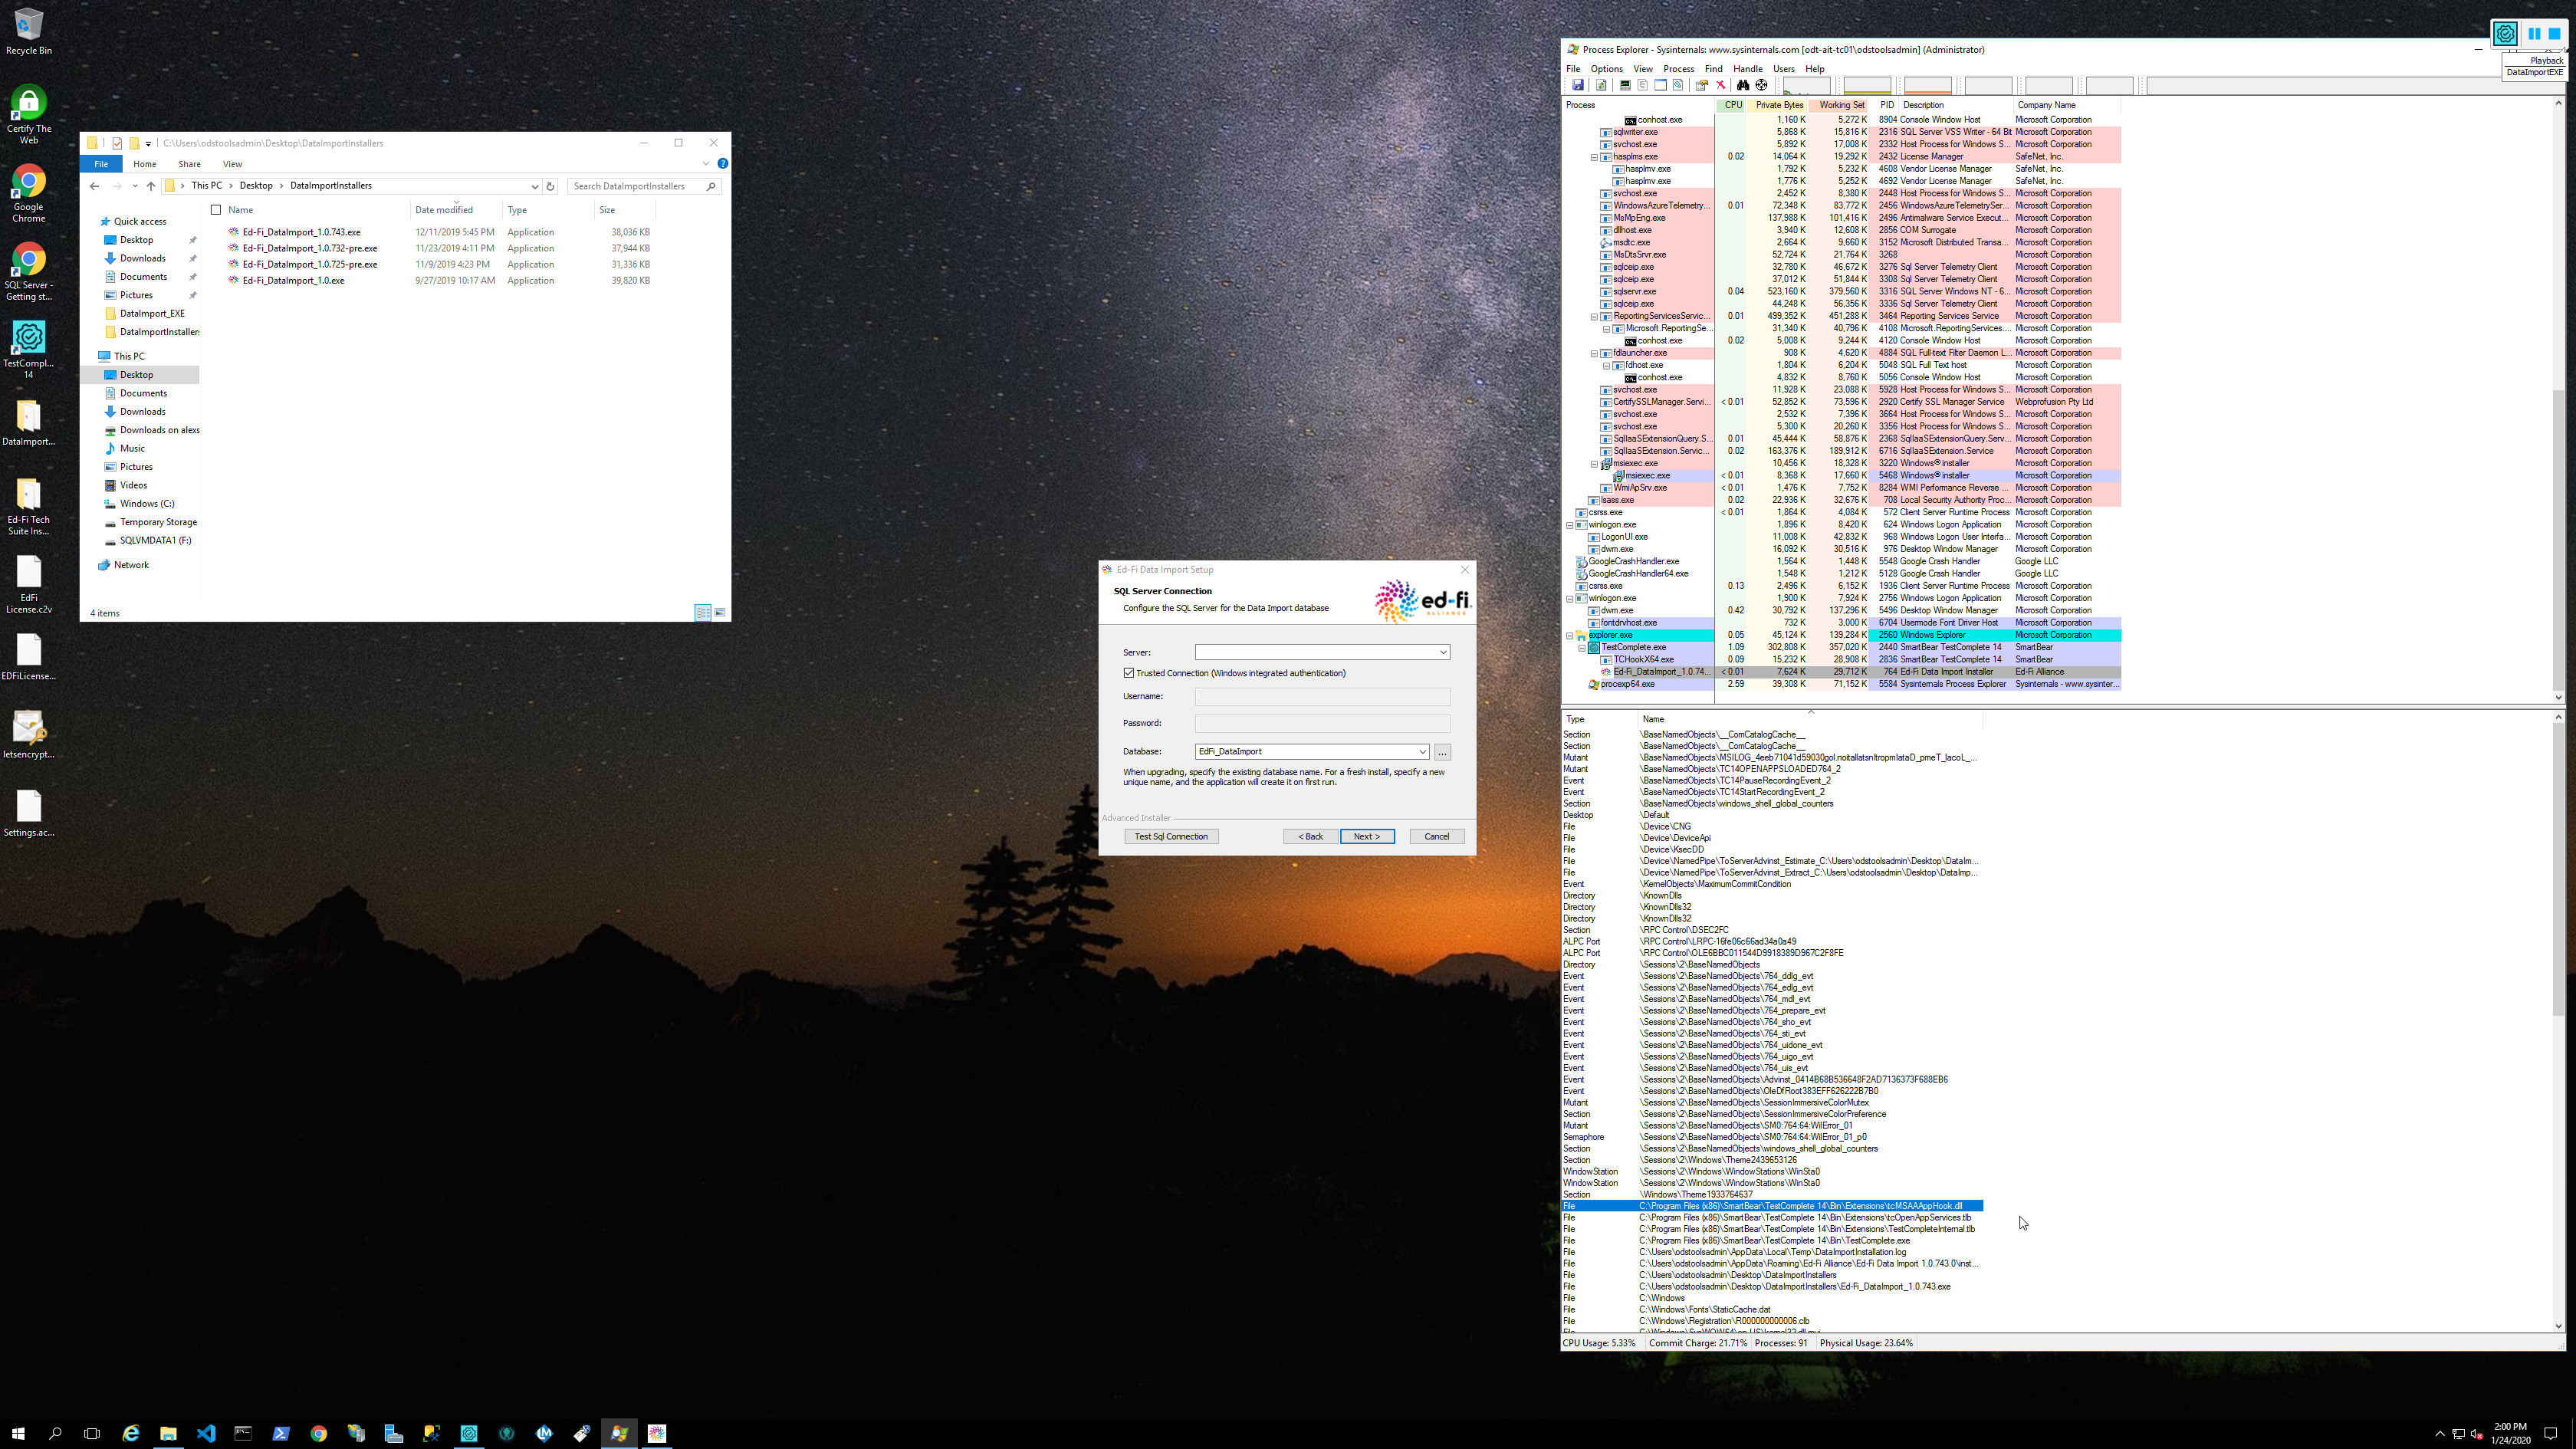 Recycle Bin
Certify The
Web
Google
Chrome
SQL Server -
Getting st...
TestCompl...
14
DataImport...
Ed-Fi Tech
Suite Ins...
EdFi
License.c2v
EDFiLicense...
letsencrypt...
Settings.ac...
C:\Users\odstoolsadmin\Desktop\DataImportInstallers
File Home Share View
This PC > Desktop > DataImportInstallers
Search DataImportInstallers
Quick access
Desktop
Downloads
Documents
Pictures
DataImport_EXE
DataImportInstallers
This PC
Desktop
Documents
Downloads
Downloads on alexs
Music
Pictures
Videos
Windows (C:)
Temporary Storage
SQLVMDATA1 (F:)
Network
Name Date modified Type Size
Ed-Fi_DataImport_1.0.743.exe 12/11/2019 5:45 PM Application 38,036 KB
Ed-Fi_DataImport_1.0.732-pre.exe 11/23/2019 4:11 PM Application 37,944 KB
Ed-Fi_DataImport_1.0.725-pre.exe 11/9/2019 4:23 PM Application 31,336 KB
Ed-Fi_DataImport_1.0.exe 9/27/2019 10:17 AM Application 39,820 KB
4 items
Ed-Fi Data Import Setup
SQL Server Connection
Configure the SQL Server for the Data Import database
ed-fi
ALLIANCE
Server:
Trusted Connection (Windows integrated authentication)
Username:
Password:
Database: EdFi_DataImport ...
When upgrading, specify the existing database name. For a fresh install, specify a new
unique name, and the application will create it on first run.
Advanced Installer
Test Sql Connection < Back Next > Cancel
Process Explorer - Sysinternals: www.sysinternals.com [odt-ait-tc01\odstoolsadmin] (Administrator)
File Options View Process Find Handle Users Help
Playback
DataImportEXE
Process CPU Private Bytes Working Set PID Description Company Name
conhost.exe 1,160 K 5,272 K 8904 Console Window Host Microsoft Corporation
sqlwriter.exe 5,868 K 15,816 K 2316 SQL Server VSS Writer - 64 Bit Microsoft Corporation
svchost.exe 5,892 K 17,008 K 2332 Host Process for Windows S... Microsoft Corporation
hasplms.exe 0.02 14,064 K 19,292 K 2432 License Manager SafeNet, Inc.
hasplmv.exe 1,792 K 5,232 K 4608 Vendor License Manager SafeNet, Inc.
hasplmv.exe 1,776 K 5,252 K 4692 Vendor License Manager SafeNet, Inc.
svchost.exe 2,452 K 8,380 K 2448 Host Process for Windows S... Microsoft Corporation
WindowsAzureTelemetry... 0.01 72,348 K 83,772 K 2456 WindowsAzureTelemetrySer... Microsoft Corporation
MsMpEng.exe 137,988 K 101,416 K 2496 Antimalware Service Execut... Microsoft Corporation
dllhost.exe 3,940 K 12,608 K 2856 COM Surrogate Microsoft Corporation
msdtc.exe 2,664 K 9,660 K 3152 Microsoft Distributed Transa... Microsoft Corporation
MsDtsSrvr.exe 52,724 K 21,764 K 3268 Microsoft Corporation
sqlceip.exe 32,780 K 46,672 K 3276 Sql Server Telemetry Client Microsoft Corporation
sqlceip.exe 37,012 K 51,844 K 3308 Sql Server Telemetry Client Microsoft Corporation
sqlservr.exe 0.04 523,160 K 379,560 K 3316 SQL Server Windows NT - 6... Microsoft Corporation
sqlceip.exe 44,248 K 56,356 K 3336 Sql Server Telemetry Client Microsoft Corporation
ReportingServicesServic... 0.01 499,352 K 451,288 K 3464 Reporting Services Service Microsoft Corporation
Microsoft.ReportingSe... 31,340 K 40,796 K 4108 Microsoft.ReportingServices.... Microsoft Corporation
conhost.exe 0.02 5,008 K 9,244 K 4120 Console Window Host Microsoft Corporation
fdlauncher.exe 908 K 4,620 K 4884 SQL Full-text Filter Daemon L... Microsoft Corporation
fdhost.exe 1,804 K 6,204 K 5048 SQL Full Text host Microsoft Corporation
conhost.exe 4,832 K 8,760 K 5056 Console Window Host Microsoft Corporation
svchost.exe 11,928 K 23,088 K 5928 Host Process for Windows S... Microsoft Corporation
CertifySSLManager.Servi... < 0.01 52,852 K 73,596 K 2920 Certify SSL Manager Service Webprofusion Pty Ltd
svchost.exe 2,532 K 7,396 K 3664 Host Process for Windows S... Microsoft Corporation
svchost.exe 5,300 K 20,260 K 3356 Host Process for Windows S... Microsoft Corporation
SqlIaaSExtensionQuery.S... 0.01 45,444 K 58,876 K 2368 SqlIaaSExtensionQuery.Serv... Microsoft Corporation
SqlIaaSExtension.Servic... 0.02 163,376 K 189,912 K 6716 SqlIaaSExtension.Service Microsoft Corporation
msiexec.exe 10,456 K 18,328 K 3220 Windows® installer Microsoft Corporation
msiexec.exe < 0.01 8,368 K 17,660 K 5468 Windows® installer Microsoft Corporation
WmiApSrv.exe < 0.01 1,476 K 7,752 K 8284 WMI Performance Reverse ... Microsoft Corporation
lsass.exe 0.02 22,936 K 32,676 K 708 Local Security Authority Proc... Microsoft Corporation
csrss.exe < 0.01 1,864 K 4,084 K 572 Client Server Runtime Process Microsoft Corporation
winlogon.exe 1,896 K 8,420 K 624 Windows Logon Application Microsoft Corporation
LogonUI.exe 11,008 K 42,832 K 968 Windows Logon User Interfa... Microsoft Corporation
dwm.exe 16,092 K 30,516 K 976 Desktop Window Manager Microsoft Corporation
GoogleCrashHandler.exe 1,564 K 1,448 K 5548 Google Crash Handler Google LLC
GoogleCrashHandler64.exe 1,548 K 1,212 K 5128 Google Crash Handler Google LLC
csrss.exe 0.13 2,496 K 6,152 K 1936 Client Server Runtime Process Microsoft Corporation
winlogon.exe 1,900 K 7,924 K 2756 Windows Logon Application Microsoft Corporation
dwm.exe 0.42 30,792 K 137,296 K 5496 Desktop Window Manager Microsoft Corporation
fontdrvhost.exe 732 K 3,000 K 6704 Usermode Font Driver Host Microsoft Corporation
explorer.exe 0.05 45,124 K 139,284 K 2560 Windows Explorer Microsoft Corporation
TestComplete.exe 1.09 302,808 K 357,020 K 2440 SmartBear TestComplete 14 SmartBear
TCHookX64.exe 0.09 15,232 K 28,908 K 2836 SmartBear TestComplete 14 SmartBear
Ed-Fi_DataImport_1.0.74... < 0.01 7,624 K 29,712 K 764 Ed-Fi Data Import Installer Ed-Fi Alliance
procexp64.exe 2.59 39,308 K 71,152 K 5584 Sysinternals Process Explorer Sysinternals - www.sysinter...
Type Name
Section \BaseNamedObjects\__ComCatalogCache__
Section \BaseNamedObjects\__ComCatalogCache__
Mutant \BaseNamedObjects\MSILOG_4eeb71041d59030gol.noitallatsnItropmIataD_pmeT_lacoL_...
Mutant \BaseNamedObjects\TC14OPENAPPSLOADED764_2
Event \BaseNamedObjects\TC14PauseRecordingEvent_2
Event \BaseNamedObjects\TC14StartRecordingEvent_2
Section \BaseNamedObjects\windows_shell_global_counters
Desktop \Default
File \Device\CNG
File \Device\DeviceApi
File \Device\KsecDD
File \Device\NamedPipe\ToServerAdvinst_Estimate_C:\Users\odstoolsadmin\Desktop\DataIm...
File \Device\NamedPipe\ToServerAdvinst_Extract_C:\Users\odstoolsadmin\Desktop\DataImp...
Event \KernelObjects\MaximumCommitCondition
Directory \KnownDlls
Directory \KnownDlls32
Directory \KnownDlls32
Section \RPC Control\DSEC2FC
ALPC Port \RPC Control\LRPC-16fe06c66ad34a0a49
ALPC Port \RPC Control\OLE6BBC011544D9918389D967C2F8FE
Directory \Sessions\2\BaseNamedObjects
Event \Sessions\2\BaseNamedObjects\764_ddlg_evt
Event \Sessions\2\BaseNamedObjects\764_edlg_evt
Event \Sessions\2\BaseNamedObjects\764_mdl_evt
Event \Sessions\2\BaseNamedObjects\764_prepare_evt
Event \Sessions\2\BaseNamedObjects\764_sho_evt
Event \Sessions\2\BaseNamedObjects\764_sti_evt
Event \Sessions\2\BaseNamedObjects\764_uidone_evt
Event \Sessions\2\BaseNamedObjects\764_uigo_evt
Event \Sessions\2\BaseNamedObjects\764_uis_evt
Event \Sessions\2\BaseNamedObjects\Advinst_0414B68B536648F2AD7136373F688EB6
Event \Sessions\2\BaseNamedObjects\OleDfRoot383EFF626222B7B0
Mutant \Sessions\2\BaseNamedObjects\SessionImmersiveColorMutex
Section \Sessions\2\BaseNamedObjects\SessionImmersiveColorPreference
Mutant \Sessions\2\BaseNamedObjects\SM0:764:64:WilError_01
Semaphore \Sessions\2\BaseNamedObjects\SM0:764:64:WilError_01_p0
Section \Sessions\2\BaseNamedObjects\windows_shell_global_counters
Section \Sessions\2\Windows\Theme2439653126
WindowStation \Sessions\2\Windows\WindowStations\WinSta0
WindowStation \Sessions\2\Windows\WindowStations\WinSta0
Section \Windows\Theme1933764637
File C:\Program Files (x86)\SmartBear\TestComplete 14\Bin\Extensions\tcMSAAAppHook.dll
File C:\Program Files (x86)\SmartBear\TestComplete 14\Bin\Extensions\tcOpenAppServices.tlb
File C:\Program Files (x86)\SmartBear\TestComplete 14\Bin\Extensions\TestCompleteInternal.tlb
File C:\Program Files (x86)\SmartBear\TestComplete 14\Bin\TestComplete.exe
File C:\Users\odstoolsadmin\AppData\Local\Temp\DataImportInstallation.log
File C:\Users\odstoolsadmin\AppData\Roaming\Ed-Fi Alliance\Ed-Fi Data Import 1.0.743.0\inst...
File C:\Users\odstoolsadmin\Desktop\DataImportInstallers
File C:\Users\odstoolsadmin\Desktop\DataImportInstallers\Ed-Fi_DataImport_1.0.743.exe
File C:\Windows
File C:\Windows\Fonts\StaticCache.dat
File C:\Windows\Registration\R000000000006.clb
CPU Usage: 5.33% Commit Charge: 21.71% Processes: 91 Physical Usage: 23.64%
2:00 PM
1/24/2020